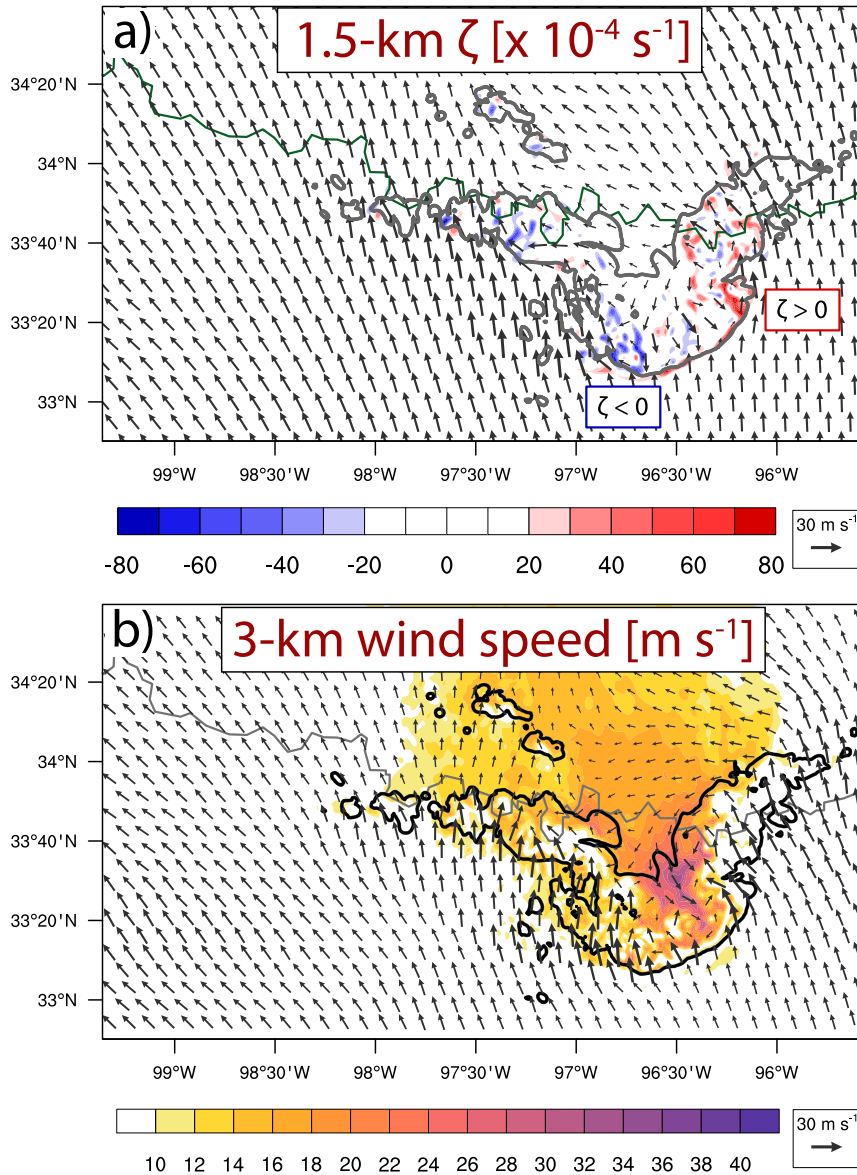 a)
1.5-km ζ [x 10⁻⁴ s⁻¹]
34°20'N
34°N
33°40'N
33°20'N
33°N
ζ > 0
ζ < 0
99°W 98°30'W 98°W 97°30'W 97°W 96°30'W 96°W
-80 -60 -40 -20 0 20 40 60 80
30 m s⁻¹
b)
3-km wind speed [m s⁻¹]
34°20'N
34°N
33°40'N
33°20'N
33°N
99°W 98°30'W 98°W 97°30'W 97°W 96°30'W 96°W
10 12 14 16 18 20 22 24 26 28 30 32 34 36 38 40
30 m s⁻¹